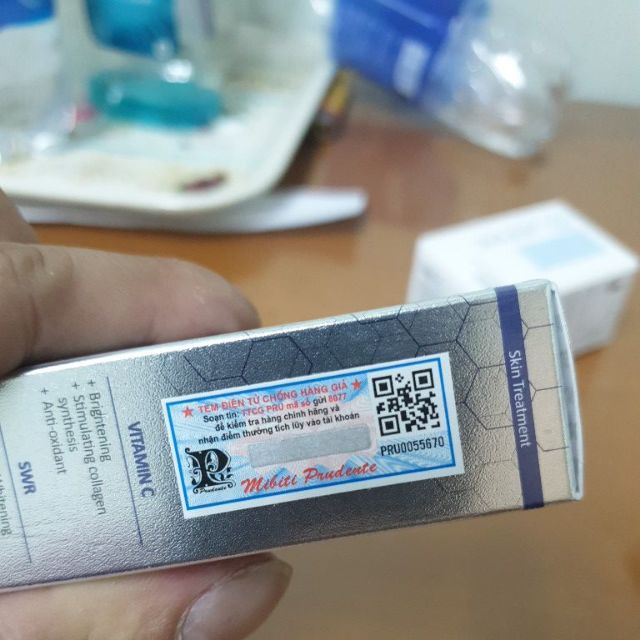 ★ TEM ĐIỆN TỬ CHỐNG HÀNG GIẢ ★
Soạn tin: TTCG PRU mã số gửi 8077
để kiểm tra hàng chính hãng và
nhận điểm thưởng tích lũy vào tài khoản
PRU0055670
Prudente
Mibiti Prudente
Skin Treatment
VITAMIN C
+ Brightening
+ Stimulating collagen
synthesis
+ Anti-oxidant
SWR